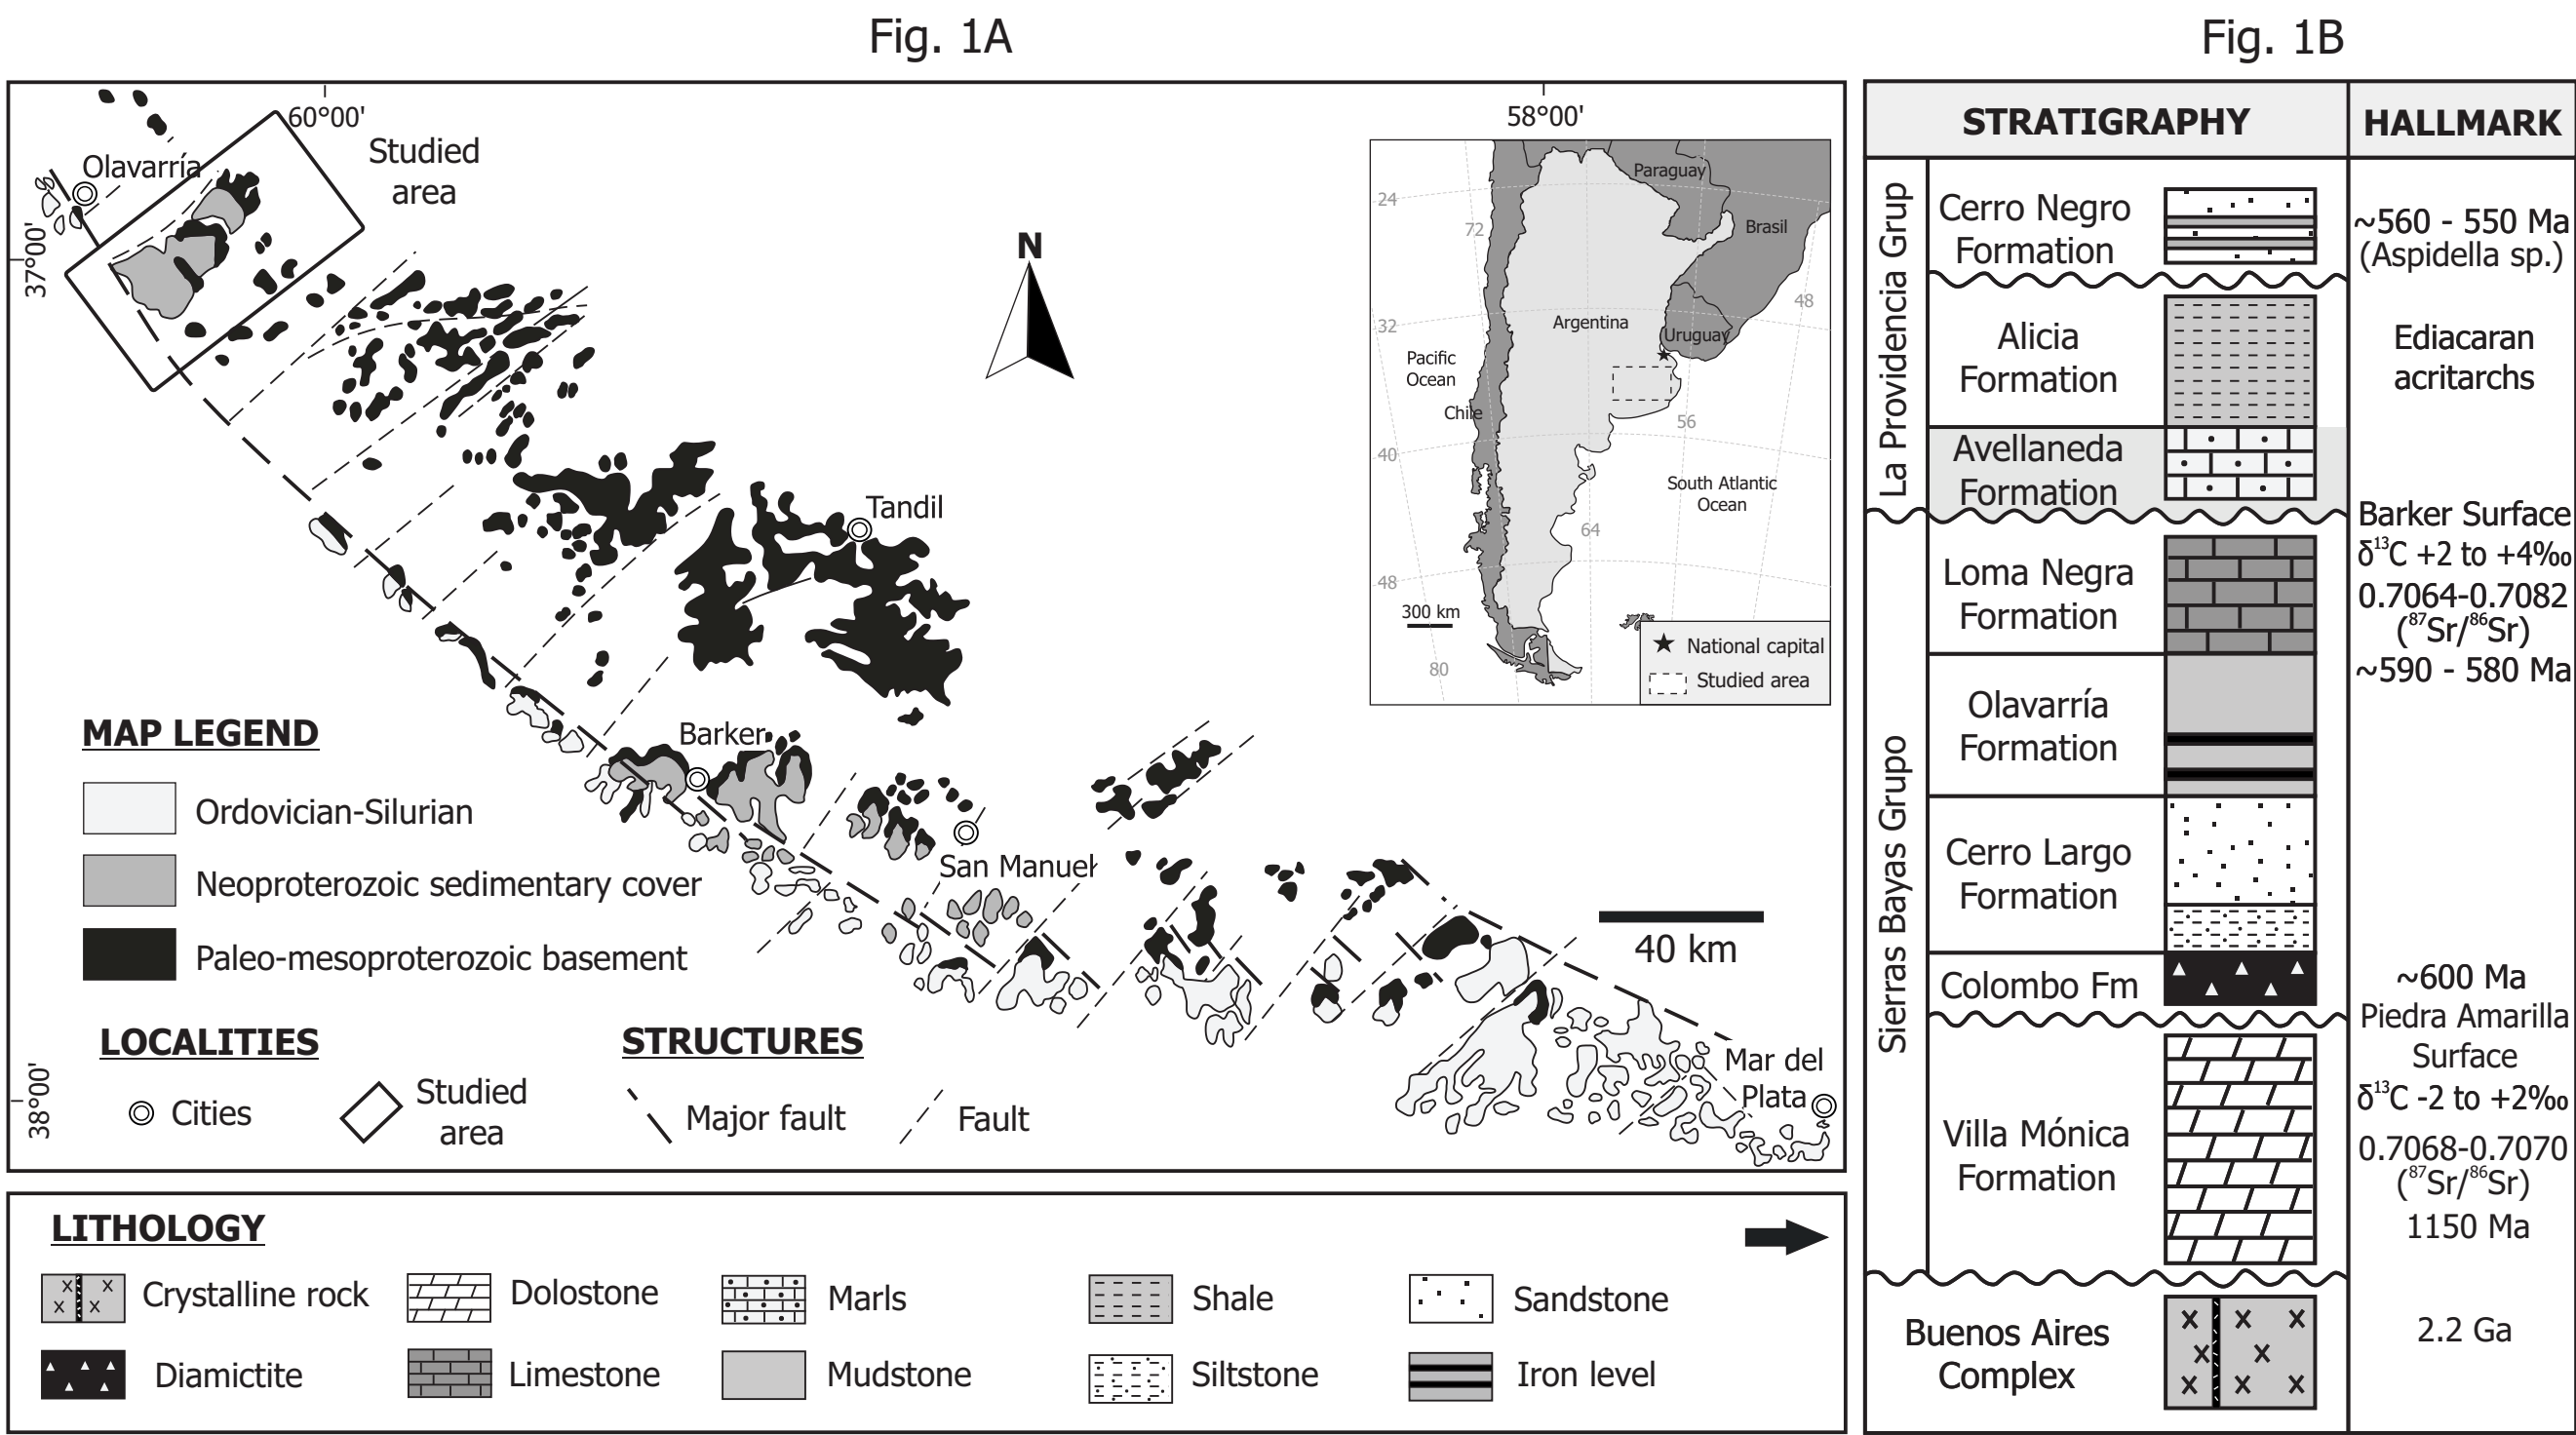 Fig. 1A
60°00'
58°00'
Olavarría
Studied
area
37°00'
N
Tandil
Barker
San Manuel
Mar del
Plata
40 km
38°00'
Paraguay
Brasil
Argentina
Uruguay
Pacific
Ocean
Chile
South Atlantic
Ocean
24
72
32
48
40
56
64
48
80
300 km
National capital
Studied area
MAP LEGEND
Ordovician-Silurian
Neoproterozoic sedimentary cover
Paleo-mesoproterozoic basement
LOCALITIES
Cities
Studied
area
STRUCTURES
Major fault
Fault
LITHOLOGY
Crystalline rock
Dolostone
Marls
Shale
Sandstone
Diamictite
Limestone
Mudstone
Siltstone
Iron level
Fig. 1B
STRATIGRAPHY
HALLMARK
La Providencia Grup
Cerro Negro
Formation
~560 - 550 Ma
(Aspidella sp.)
Alicia
Formation
Ediacaran
acritarchs
Avellaneda
Formation
Barker Surface
Sierras Bayas Grupo
Loma Negra
Formation
δ¹³C +2 to +4‰
0.7064-0.7082
(⁸⁷Sr/⁸⁶Sr)
~590 - 580 Ma
Olavarría
Formation
Cerro Largo
Formation
Colombo Fm
~600 Ma
Piedra Amarilla
Surface
Villa Mónica
Formation
δ¹³C -2 to +2‰
0.7068-0.7070
(⁸⁷Sr/⁸⁶Sr)
1150 Ma
Buenos Aires
Complex
2.2 Ga